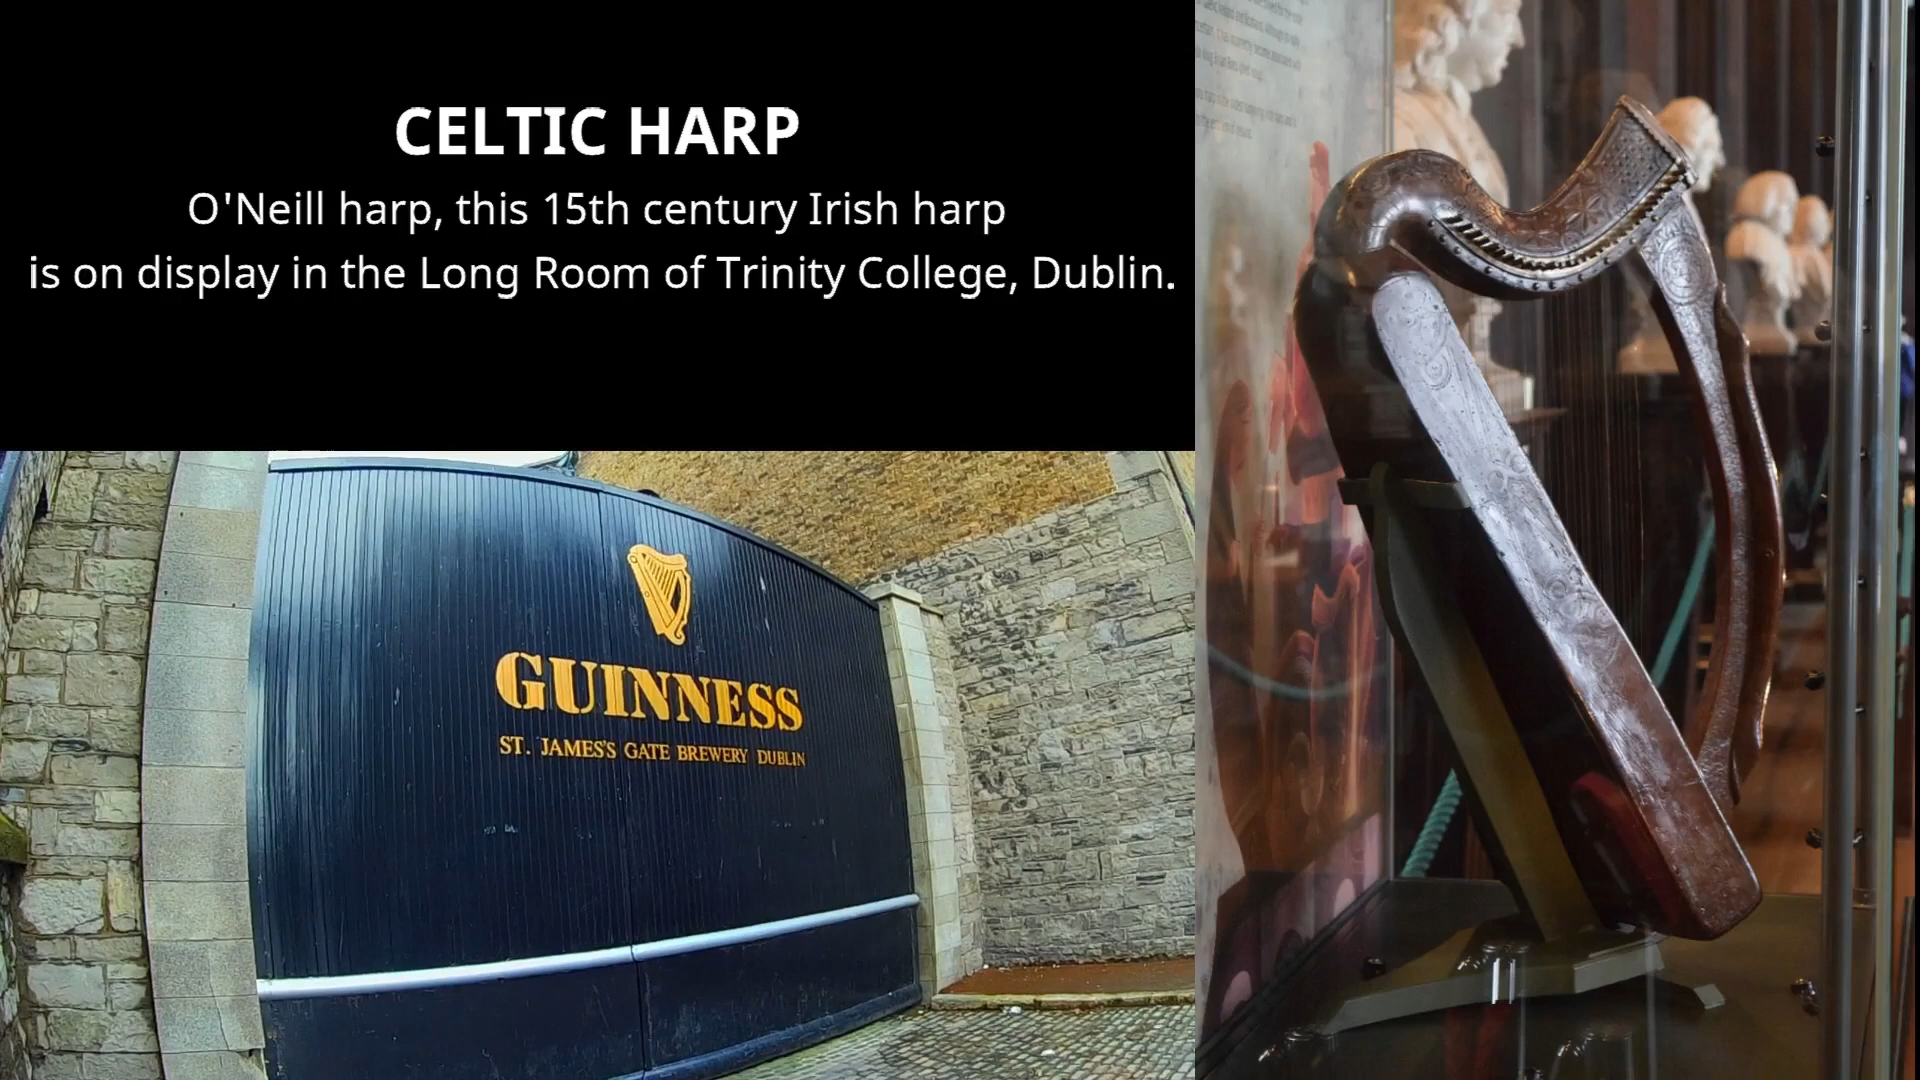 CELTIC HARP
O'Neill harp, this 15th century Irish harp
is on display in the Long Room of Trinity College, Dublin.
GUINNESS
ST. JAMES'S GATE BREWERY DUBLIN